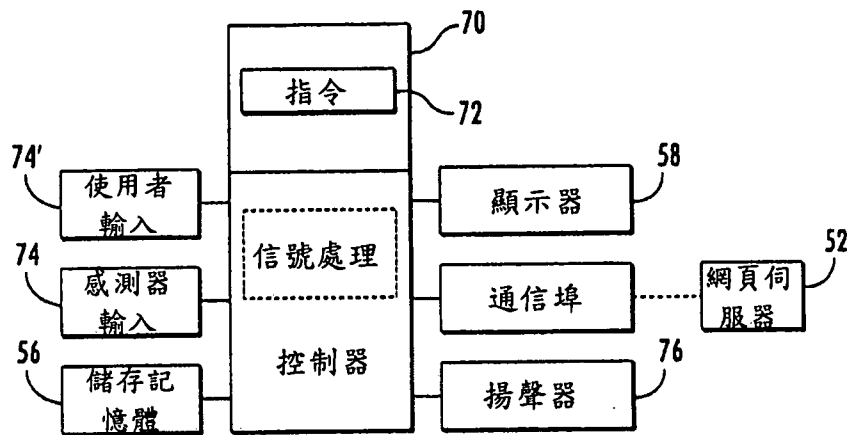 70
指令
72
74'
使用者
輸入
58
顯示器
信號處理
74
感測器
輸入
通信埠
52
網頁伺
服器
56
儲存記
憶體
控制器
76
揚聲器